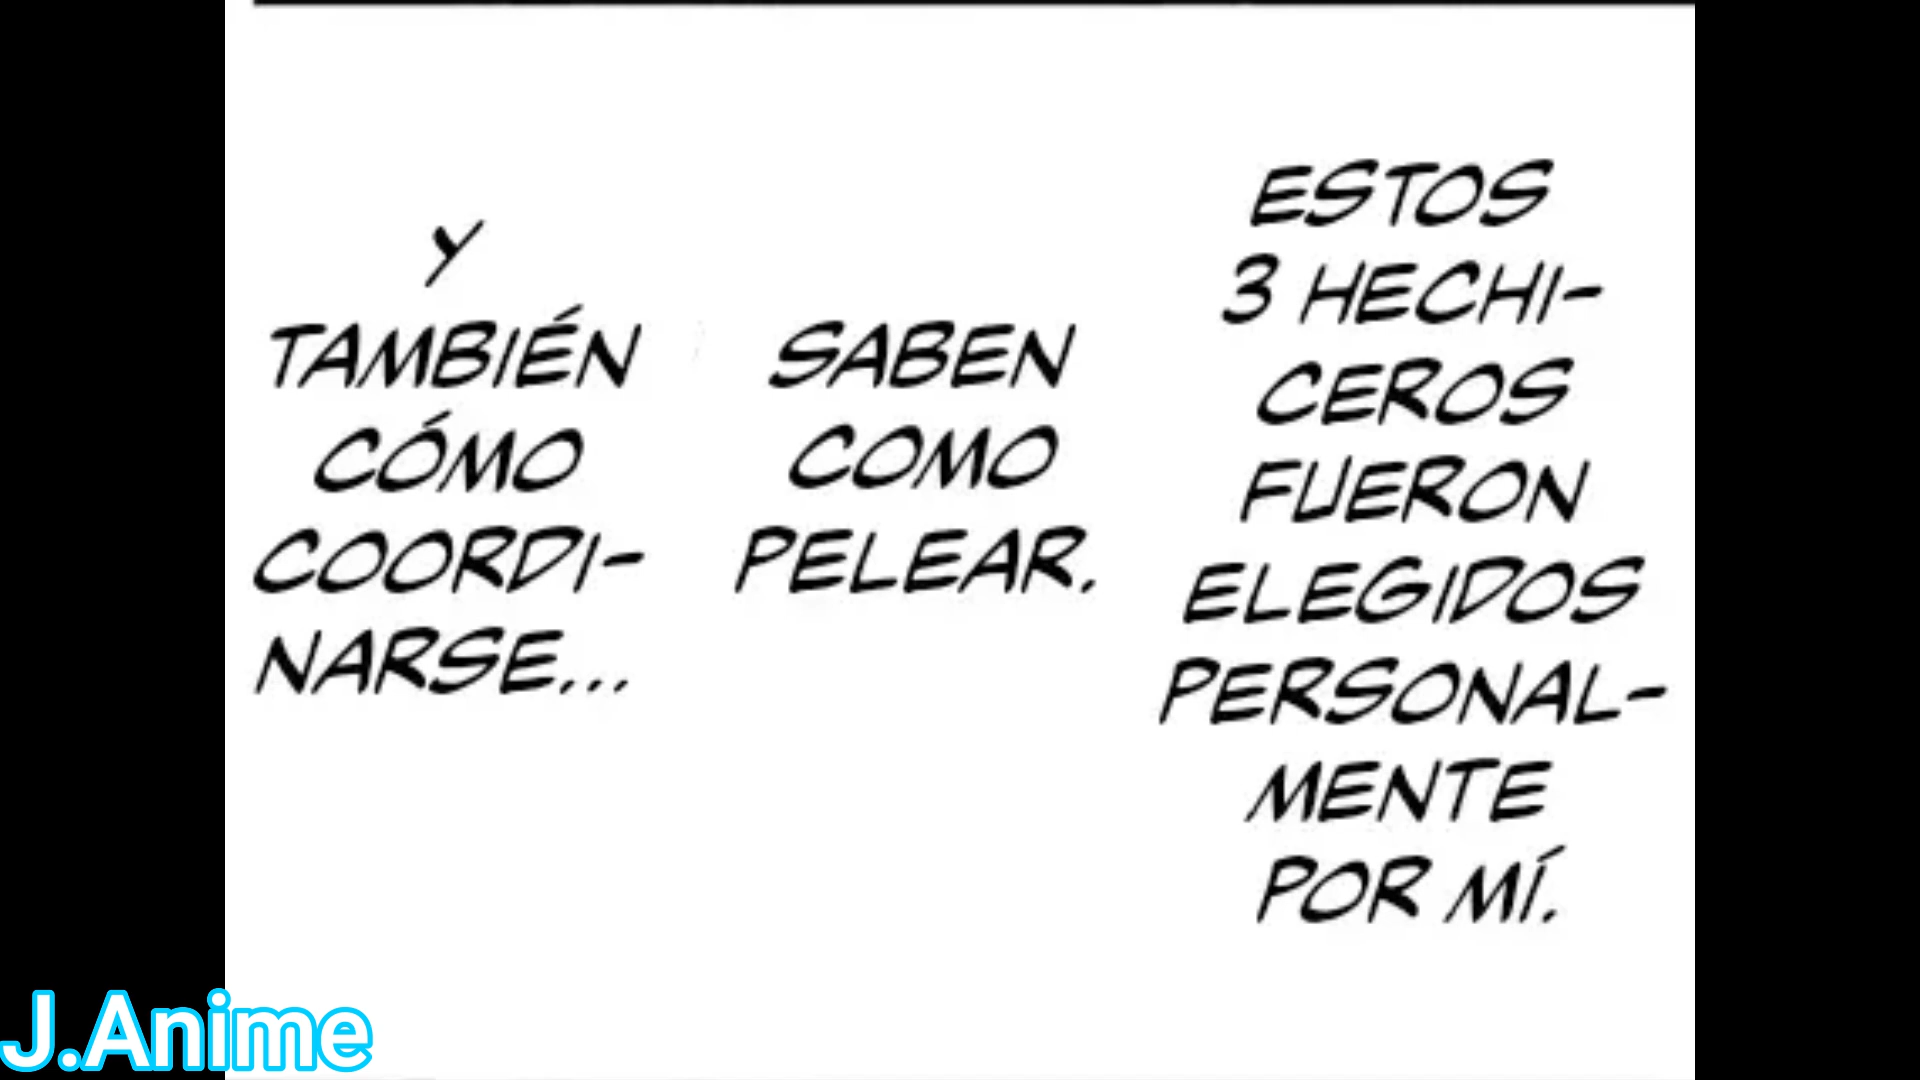 ESTOS
3 HECHI-
CEROS
FUERON
ELEGIDOS
PERSONAL-
MENTE
POR MÍ.
SABEN
COMO
PELEAR.
Y
TAMBIÉN
CÓMO
COORDI-
NARSE...
J.Anime